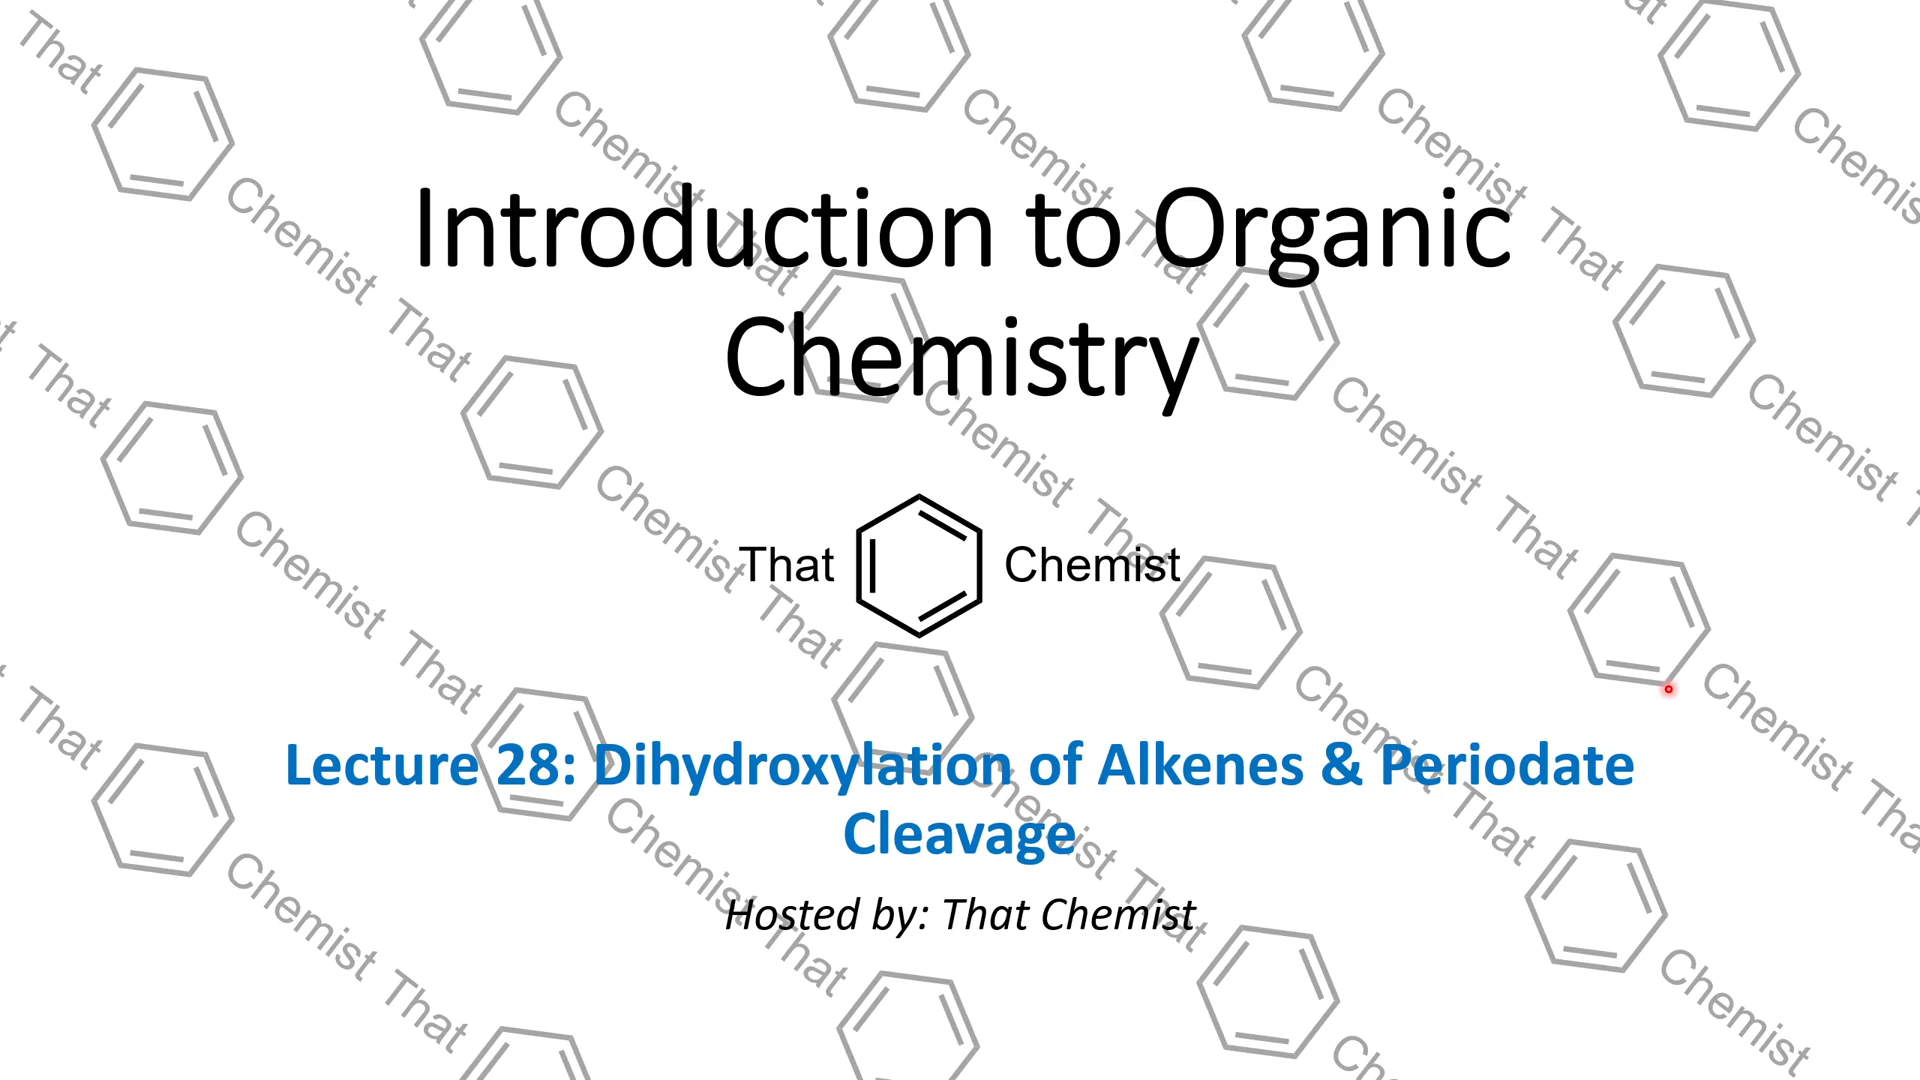 Introduction to Organic
Chemistry
That Chemist
Lecture 28: Dihydroxylation of Alkenes & Periodate
Cleavage
Hosted by: That Chemist